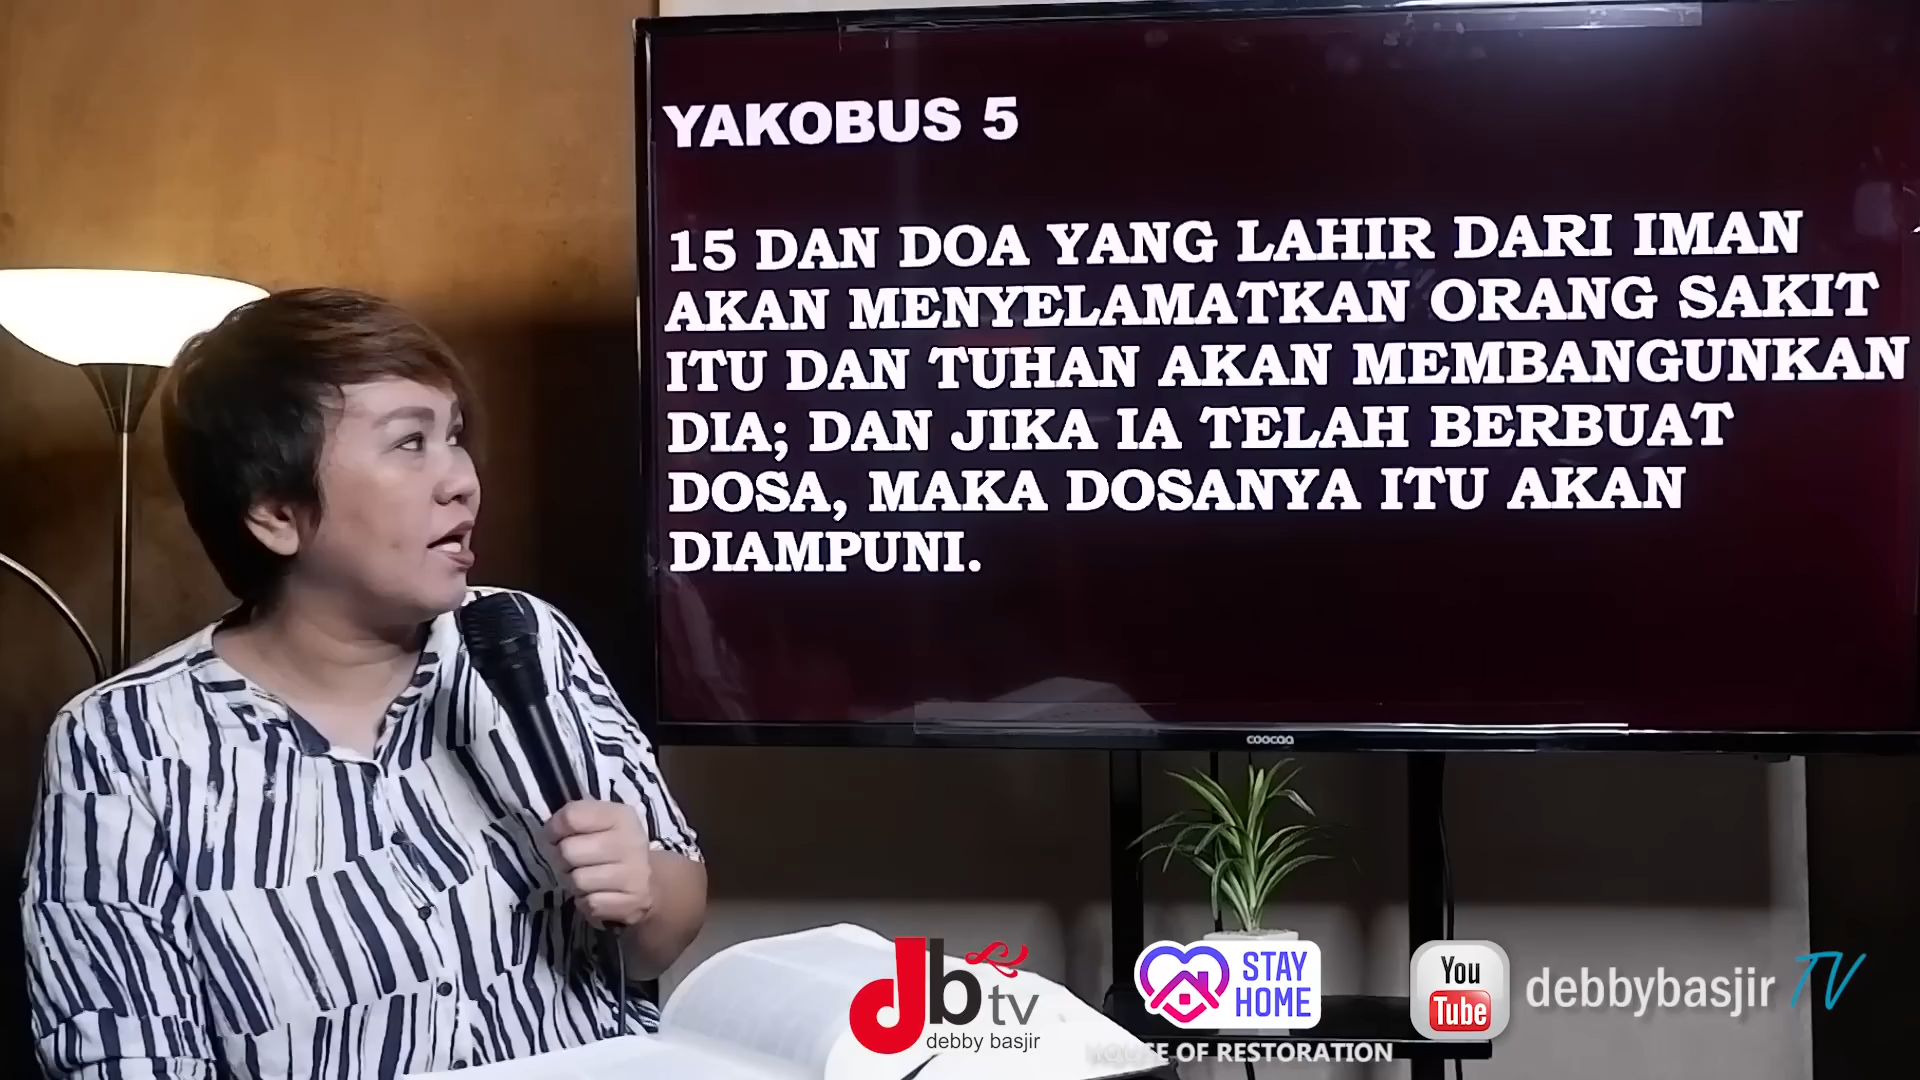 YAKOBUS 5
15 DAN DOA YANG LAHIR DARI IMAN
AKAN MENYELAMATKAN ORANG SAKIT
ITU DAN TUHAN AKAN MEMBANGUNKAN
DIA; DAN JIKA IA TELAH BERBUAT
DOSA, MAKA DOSANYA ITU AKAN
DIAMPUNI.
coocaa
db tv
debby basjir
STAY
HOME
You
Tube
debbybasjir TV
HOUSE OF RESTORATION